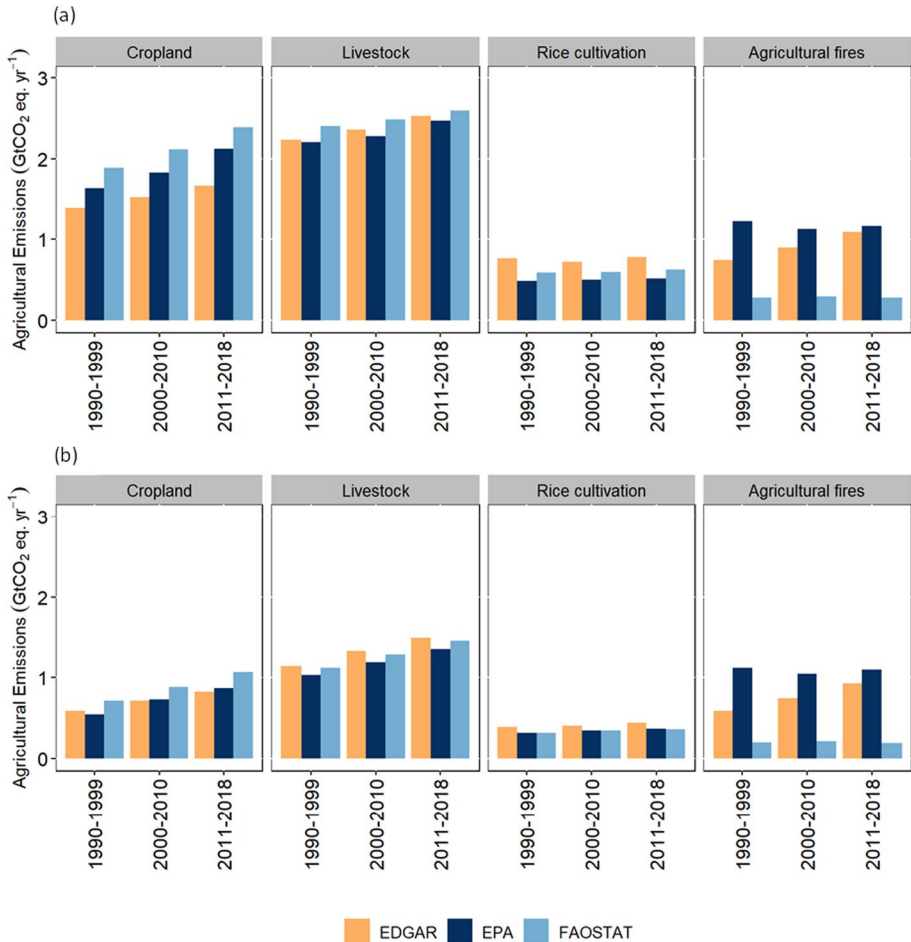 (a)
Cropland Livestock Rice cultivation Agricultural fires
Agricultural Emissions (GtCO₂ eq. yr⁻¹)
3
2
1
0
1990-1999 2000-2010 2011-2018 1990-1999 2000-2010 2011-2018 1990-1999 2000-2010 2011-2018 1990-1999 2000-2010 2011-2018
(b)
Cropland Livestock Rice cultivation Agricultural fires
Agricultural Emissions (GtCO₂ eq. yr⁻¹)
3
2
1
0
1990-1999 2000-2010 2011-2018 1990-1999 2000-2010 2011-2018 1990-1999 2000-2010 2011-2018 1990-1999 2000-2010 2011-2018
EDGAR EPA FAOSTAT